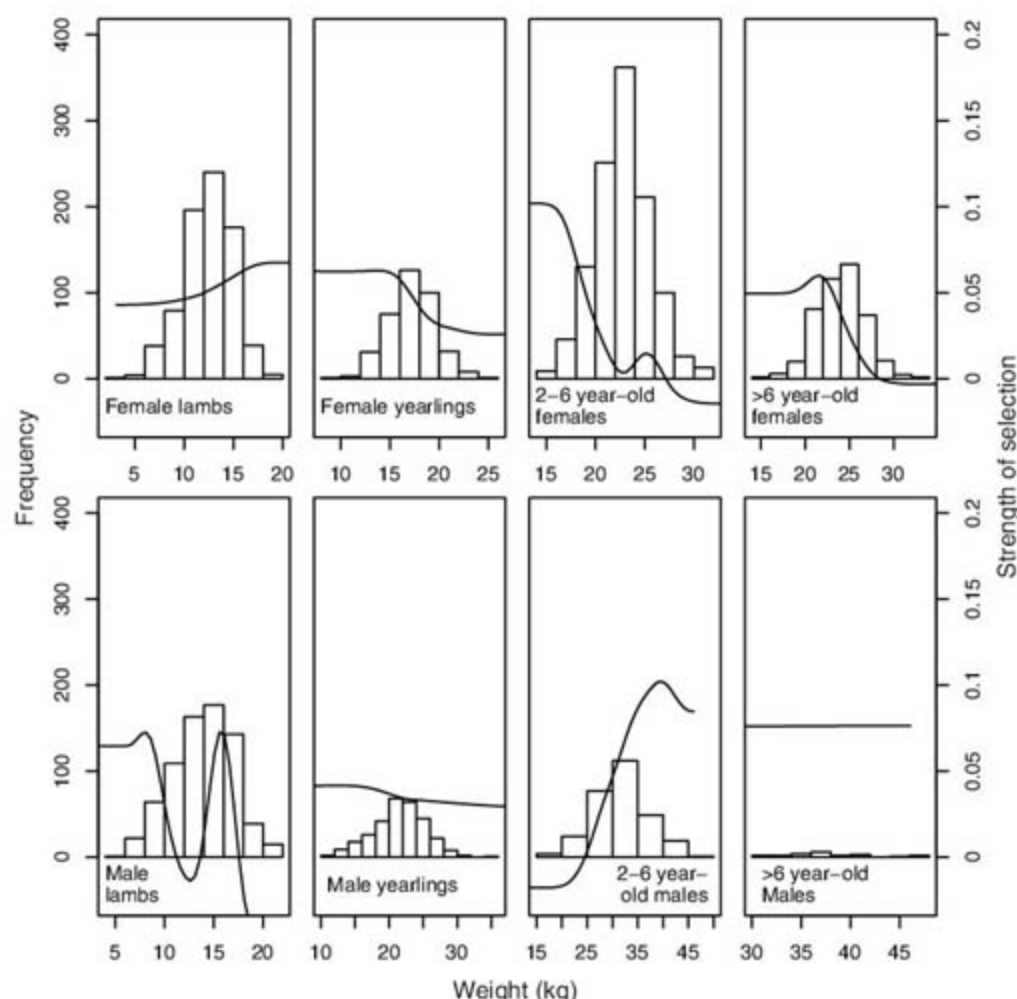 400
300
200
100
0
Female lambs
Female yearlings
2–6 year–old
females
>6 year–old
females
0.2
0.15
0.1
0.05
0
5 10 15 20
10 15 20 25
15 20 25 30
15 20 25 30
Frequency
Strength of selection
400
300
200
100
0
Male
lambs
Male yearlings
2–6 year–
old males
>6 year–old
Males
0.2
0.15
0.1
0.05
0
5 10 15 20
10 20 30
15 25 35 45
30 35 40 45
Weight (kg)